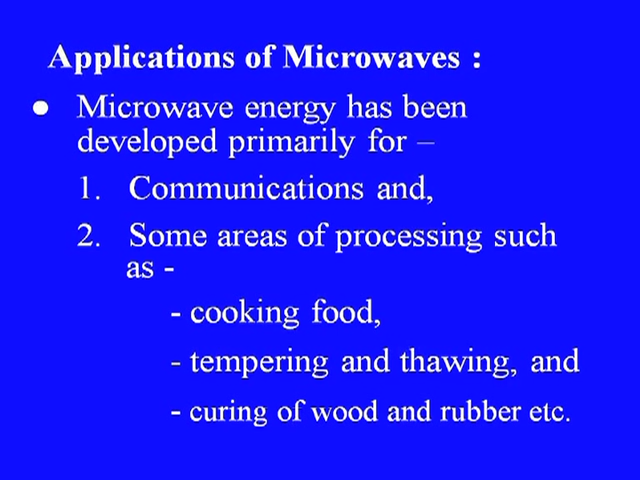 Applications of Microwaves :
● Microwave energy has been
developed primarily for –
1. Communications and,
2. Some areas of processing such
as -
- cooking food,
- tempering and thawing, and
- curing of wood and rubber etc.